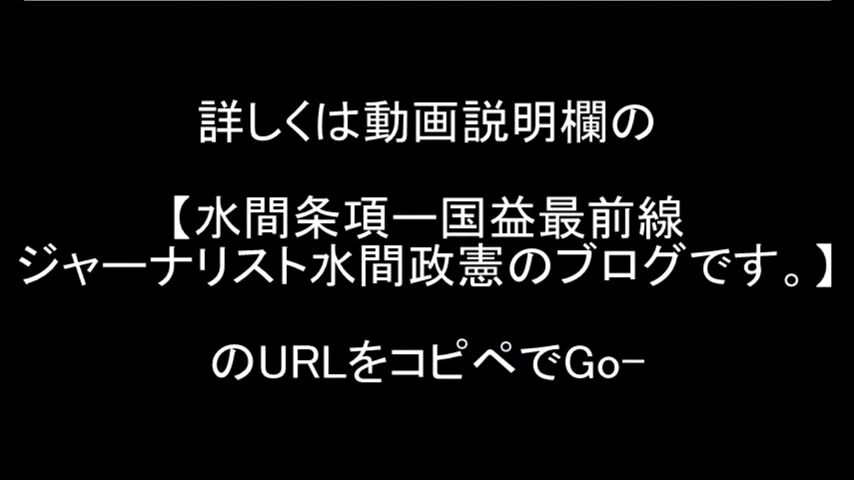 詳しくは動画説明欄の
【水間条項ー国益最前線
ジャーナリスト水間政憲のブログです。】
のURLをコピペでGo-